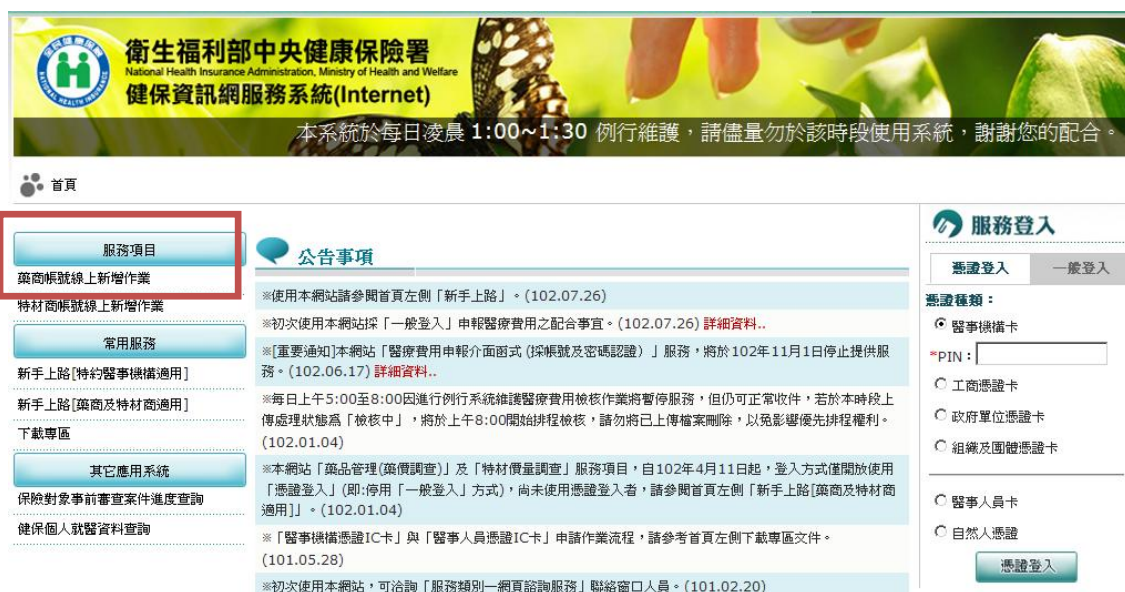 衛生福利部中央健康保險署
National Health Insurance Administration, Ministry of Health and Welfare
健保資訊網服務系統(Internet)
本系統於每日凌晨 1:00~1:30 例行維護，請儘量勿於該時段使用系統，謝謝您的配合。
首頁
服務項目
藥商帳號線上新增作業
特材商帳號線上新增作業
常用服務
新手上路[特約醫事機構適用]
新手上路[藥商及特材商適用]
下載專區
其它應用系統
保險對象事前審查案件進度查詢
健保個人就醫資料查詢
公告事項
※使用本網站請參閱首頁左側「新手上路」。(102.07.26)
※初次使用本網站採「一般登入」申報醫療費用之配合事宜。(102.07.26) 詳細資料..
※[重要通知]本網站「醫療費用申報介面函式 (採帳號及密碼認證) 」服務，將於102年11月1日停止提供服
務。(102.06.17) 詳細資料..
※每日上午5:00至8:00因進行例行系統維護醫療費用檢核作業將暫停服務，但仍可正常收件，若於本時段上
傳處理狀態為「檢核中」，將於上午8:00開始排程檢核，請勿將已上傳檔案刪除，以免影響優先排程權利。
(102.01.04)
※本網站「藥品管理(藥價調查)」及「特材價量調查」服務項目，自102年4月11日起，登入方式僅開放使用
「憑證登入」(即:停用「一般登入」方式)，尚未使用憑證登入者，請參閱首頁左側「新手上路[藥商及特材商
適用]」。(102.01.04)
※「醫事機構憑證IC卡」與「醫事人員憑證IC卡」申請作業流程，請參考首頁左側下載專區文件。
(101.05.28)
※初次使用本網站，可洽詢「服務類別—網頁諮詢服務」聯絡窗口人員。(101.02.20)
服務登入
憑證登入 一般登入
憑證種類：
醫事機構卡
*PIN：
工商憑證卡
政府單位憑證卡
組織及團體憑證卡
醫事人員卡
自然人憑證
憑證登入